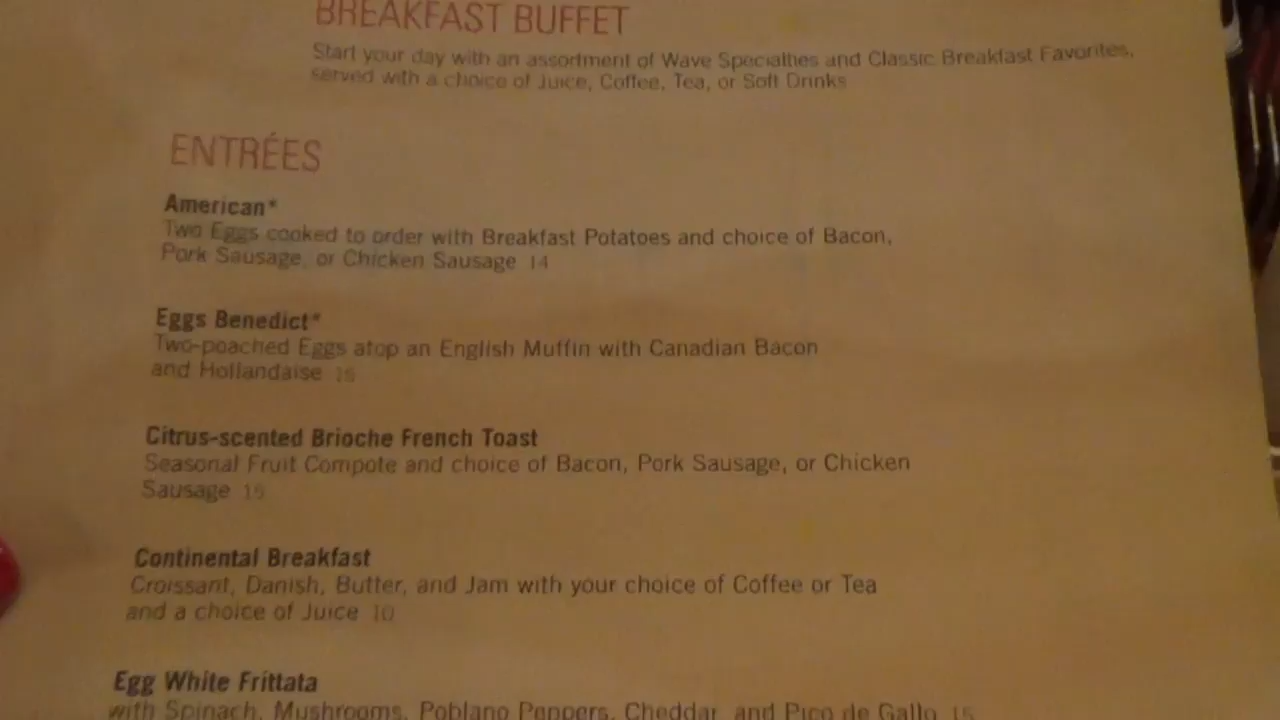 BREAKFAST BUFFET
Start your day with an assortment of Wave Specialties and Classic Breakfast Favorites,
served with a choice of Juice, Coffee, Tea, or Soft Drinks
ENTRÉES
American*
Two Eggs cooked to order with Breakfast Potatoes and choice of Bacon,
Pork Sausage, or Chicken Sausage 14
Eggs Benedict*
Two-poached Eggs atop an English Muffin with Canadian Bacon
and Hollandaise
Citrus-scented Brioche French Toast
Seasonal Fruit Compote and choice of Bacon, Pork Sausage, or Chicken
Sausage
Continental Breakfast
Croissant, Danish, Butter, and Jam with your choice of Coffee or Tea
and a choice of Juice 10
Egg White Frittata
with Spinach, Mushrooms, Poblano Peppers, Cheddar, and Pico de Gallo 15